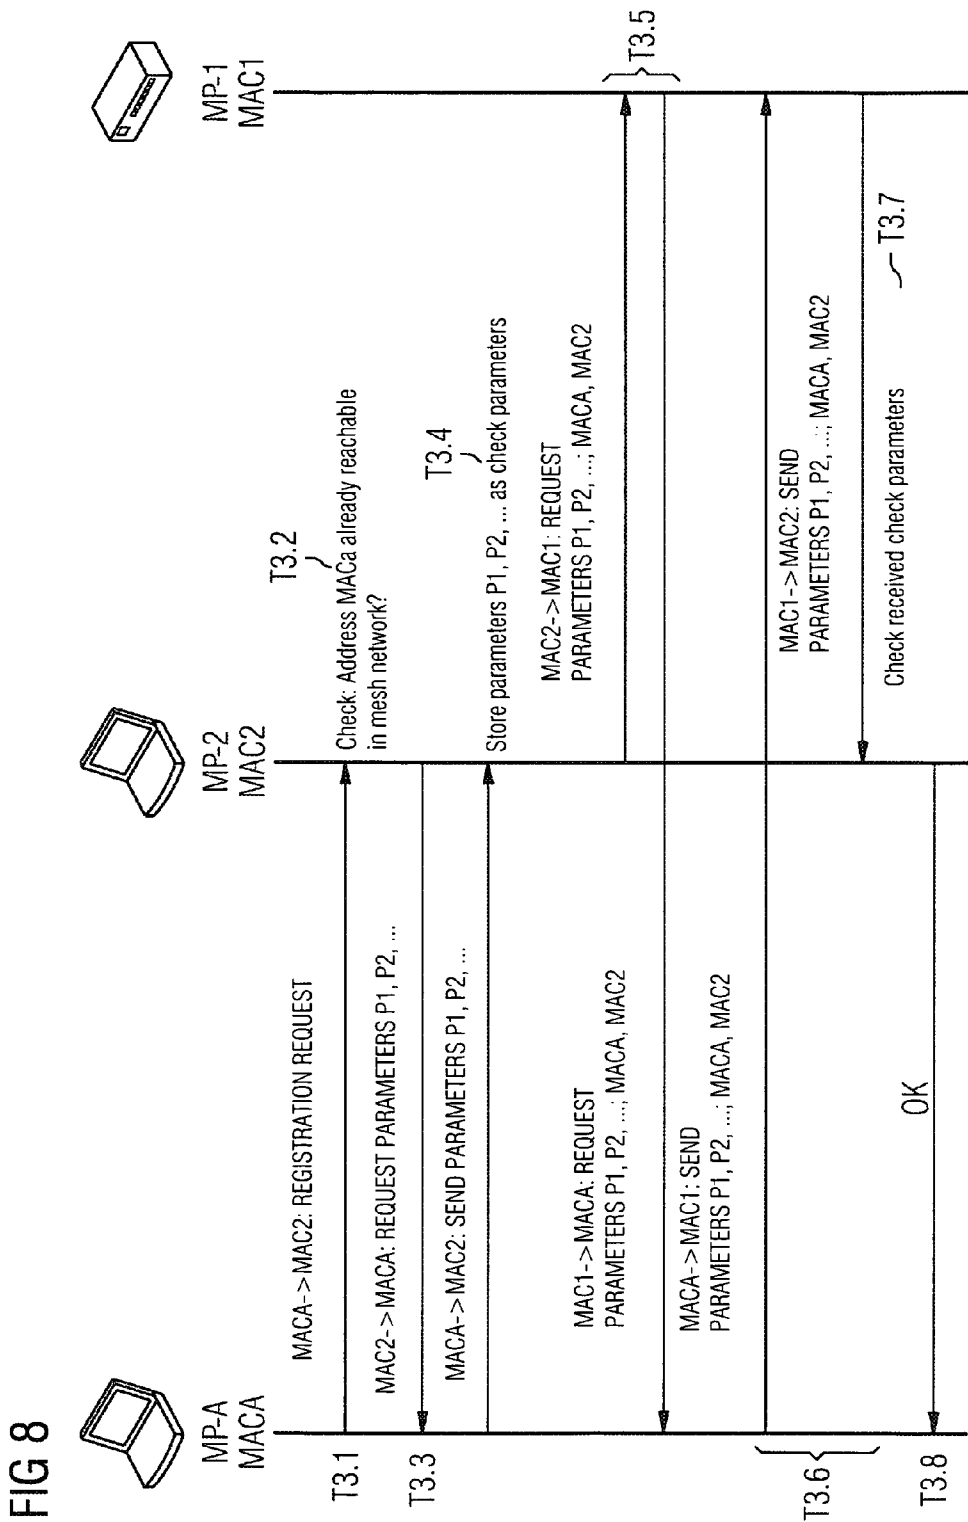 FIG 8
MP-A
MACA
MP-2
MAC2
MP-1
MAC1
T3.1
MACA->MAC2: REGISTRATION REQUEST
T3.2
Check: Address MACa already reachable
in mesh network?
T3.3
MAC2->MACA: REQUEST PARAMETERS P1, P2, ...
MACA->MAC2: SEND PARAMETERS P1, P2, ...
T3.4
Store parameters P1, P2, ... as check parameters
MAC2->MAC1: REQUEST
PARAMETERS P1, P2, ...; MACA, MAC2
T3.5
MAC1->MACA: REQUEST
PARAMETERS P1, P2, ...; MACA, MAC2
MACA->MAC1: SEND
PARAMETERS P1, P2, ...; MACA, MAC2
T3.6
MAC1->MAC2: SEND
PARAMETERS P1, P2, ...; MACA, MAC2
Check received check parameters
T3.7
OK
T3.8